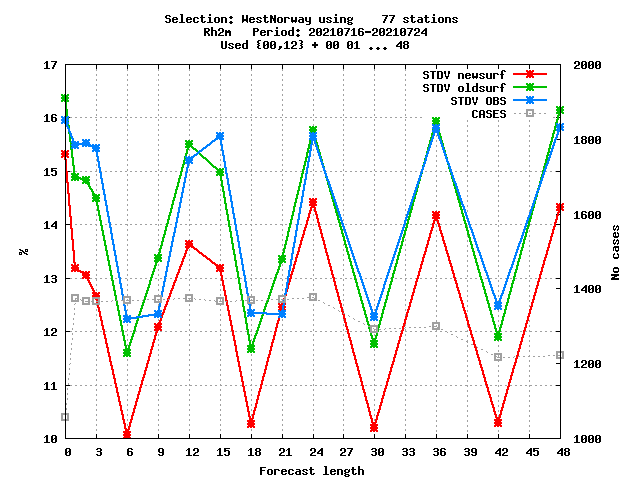 Selection: WestNorway using    77 stations
Rh2m   Period: 20210716-20210724
Used {00,12} + 00 01 ... 48
STDV newsurf
STDV oldsurf
STDV OBS
CASES
17
16
15
14
13
12
11
10
%
2000
1800
1600
1400
1200
1000
No cases
0 3 6 9 12 15 18 21 24 27 30 33 36 39 42 45 48
Forecast length